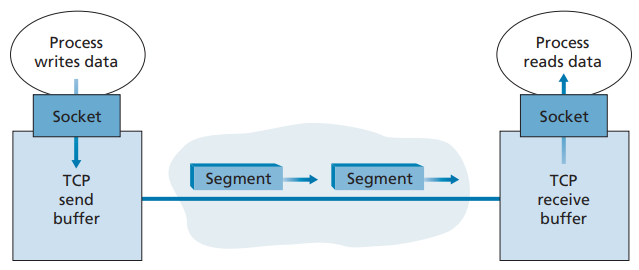 Process
writes data
Process
reads data
Socket
Socket
Segment
Segment
TCP
send
buffer
TCP
receive
buffer